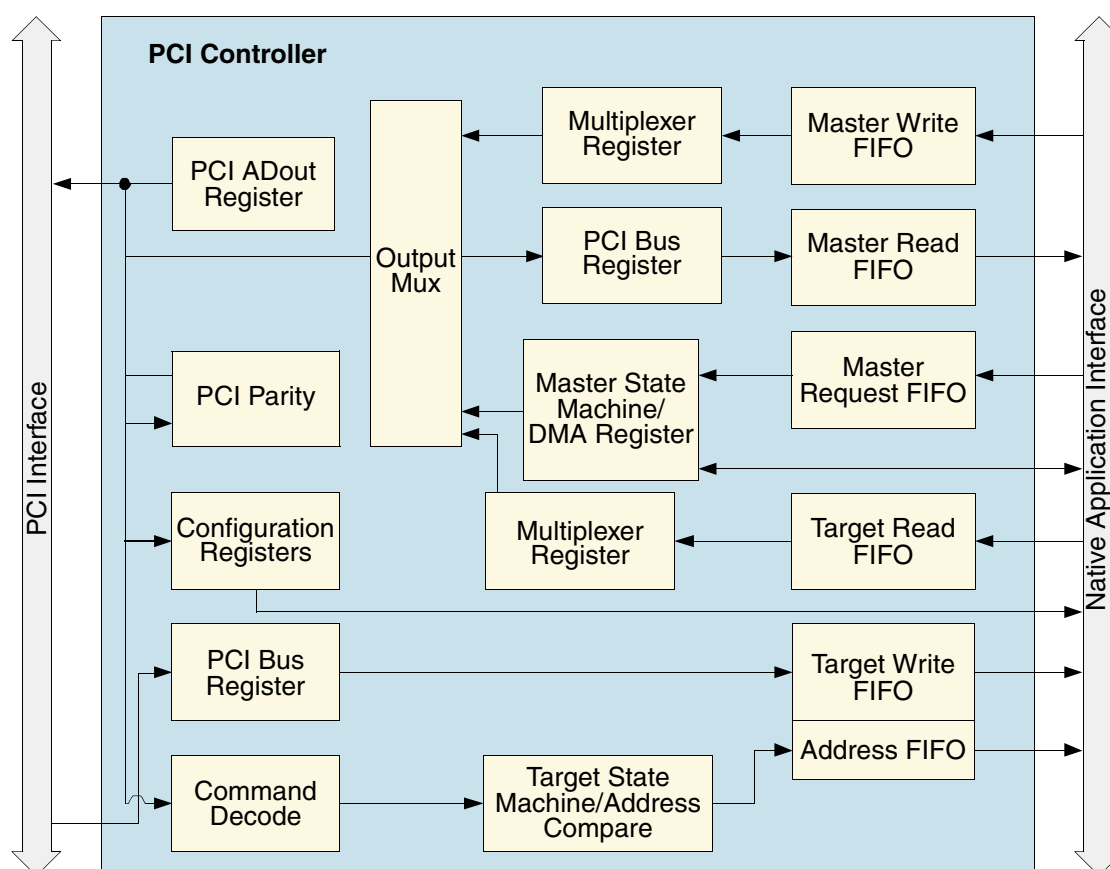 PCI Controller
Multiplexer
Register
Master Write
FIFO
PCI ADout
Register
Output
Mux
PCI Bus
Register
Master Read
FIFO
PCI Parity
Master State
Machine/
DMA Register
Master
Request FIFO
Configuration
Registers
Multiplexer
Register
Target Read
FIFO
PCI Bus
Register
Target Write
FIFO
Address FIFO
Command
Decode
Target State
Machine/Address
Compare
PCI Interface
Native Application Interface